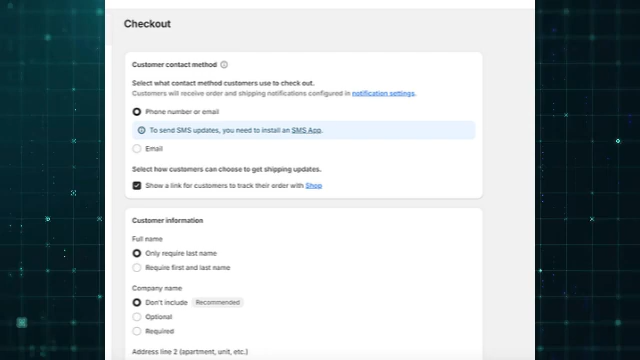 Checkout
Customer contact method
Select what contact method customers use to check out.
Customers will receive order and shipping notifications configured in notification settings.
Phone number or email
To send SMS updates, you need to install an SMS App.
Email
Select how customers can choose to get shipping updates.
Show a link for customers to track their order with Shop
Customer information
Full name
Only require last name
Require first and last name
Company name
Don't include Recommended
Optional
Required
Address line 2 (apartment, unit, etc.)